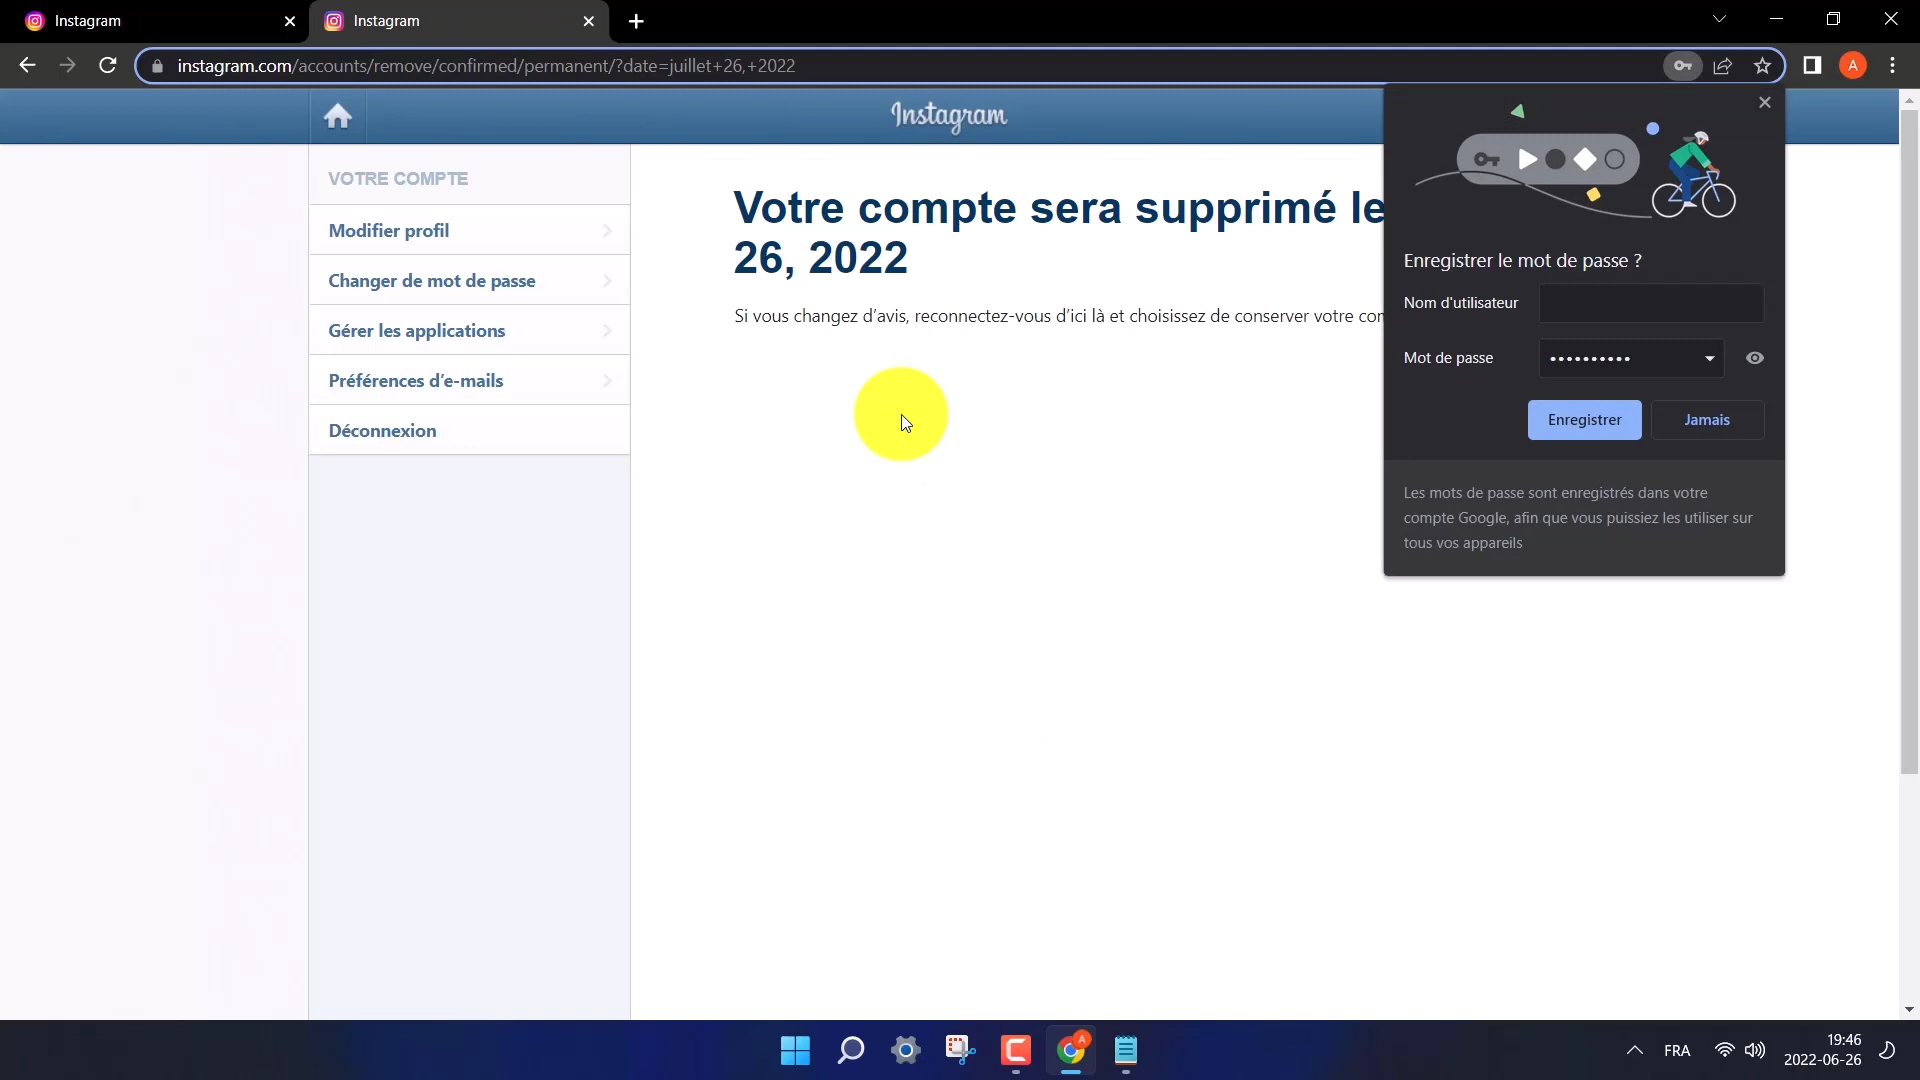 Instagram
Instagram
instagram.com/accounts/remove/confirmed/permanent/?date=juillet+26,+2022
A
Instagram
VOTRE COMPTE
Modifier profil
Changer de mot de passe
Gérer les applications
Préférences d'e-mails
Déconnexion
Votre compte sera supprimé le
26, 2022
Si vous changez d'avis, reconnectez-vous d'ici là et choisissez de conserver votre
Enregistrer le mot de passe ?
Nom d'utilisateur
Mot de passe
••••••••••
Enregistrer
Jamais
Les mots de passe sont enregistrés dans votre
compte Google, afin que vous puissiez les utiliser sur
tous vos appareils
A
FRA
19:46
2022-06-26